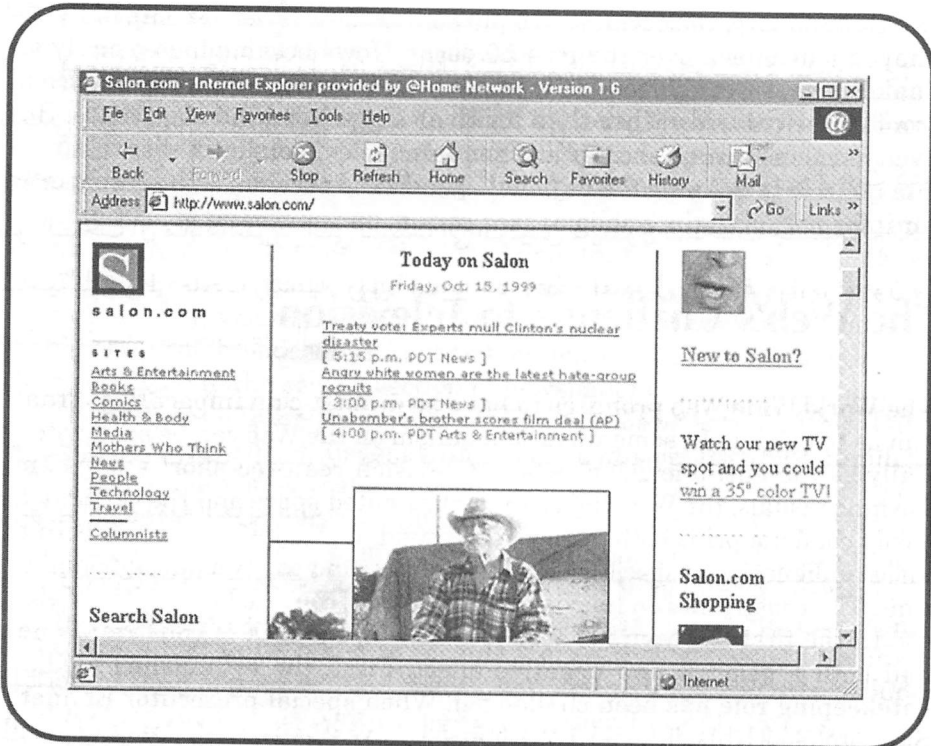 Salon.com - Internet Explorer provided by @Home Network - Version 1.6
File Edit View Favorites Tools Help
Back Forward Stop Refresh Home Search Favorites History Mail »
Address http://www.salon.com/ Go Links »
S
salon.com
SITES
Arts & Entertainment
Books
Comics
Health & Body
Media
Mothers Who Think
News
People
Technology
Travel
Columnists
Search Salon
Today on Salon
Friday, Oct. 15, 1999
Treaty vote: Experts mull Clinton's nuclear
disaster
[ 5:15 p.m. PDT News ]
Angry white women are the latest hate-group
recruits
[ 3:00 p.m. PDT News ]
Unabomber's brother scores film deal (AP)
[ 4:00 p.m. PDT Arts & Entertainment ]
New to Salon?
Watch our new TV
spot and you could
win a 35" color TV!
Salon.com
Shopping
Internet